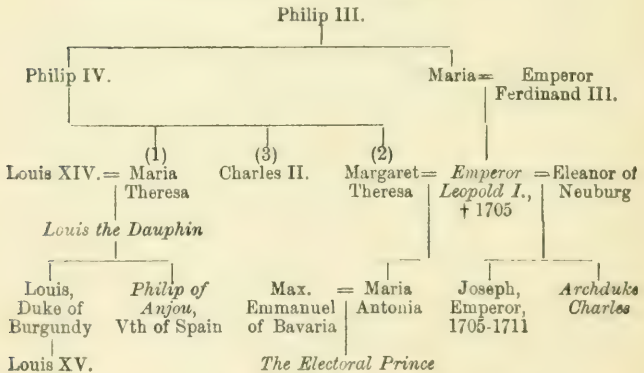 Philip III.
Philip IV. Maria= Emperor
Ferdinand III.
(1) (3) (2)
Louis XIV. = Maria Charles II. Margaret= Emperor =Eleanor of
Theresa Theresa Leopold I., Neuburg
† 1705
Louis the Dauphin
Louis, Philip of Max. = Maria Joseph, Archduke
Duke of Anjou, Emmanuel Antonia Emperor, Charles
Burgundy Vth of Spain of Bavaria 1705-1711
Louis XV. The Electoral Prince